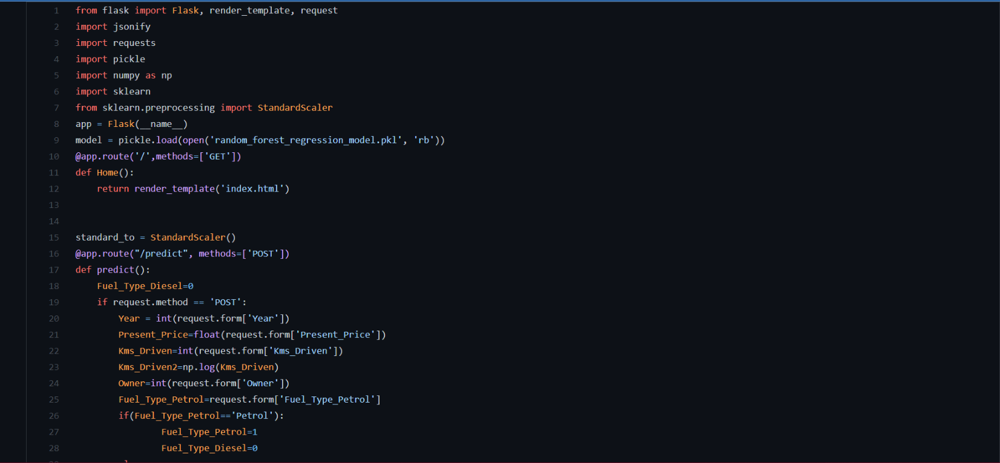 1 from flask import Flask, render_template, request
2 import jsonify
3 import requests
4 import pickle
5 import numpy as np
6 import sklearn
7 from sklearn.preprocessing import StandardScaler
8 app = Flask(__name__)
9 model = pickle.load(open('random_forest_regression_model.pkl', 'rb'))
10 @app.route('/',methods=['GET'])
11 def Home():
12     return render_template('index.html')
13
14
15 standard_to = StandardScaler()
16 @app.route("/predict", methods=['POST'])
17 def predict():
18     Fuel_Type_Diesel=0
19     if request.method == 'POST':
20         Year = int(request.form['Year'])
21         Present_Price=float(request.form['Present_Price'])
22         Kms_Driven=int(request.form['Kms_Driven'])
23         Kms_Driven2=np.log(Kms_Driven)
24         Owner=int(request.form['Owner'])
25         Fuel_Type_Petrol=request.form['Fuel_Type_Petrol']
26         if(Fuel_Type_Petrol=='Petrol'):
27                 Fuel_Type_Petrol=1
28                 Fuel_Type_Diesel=0